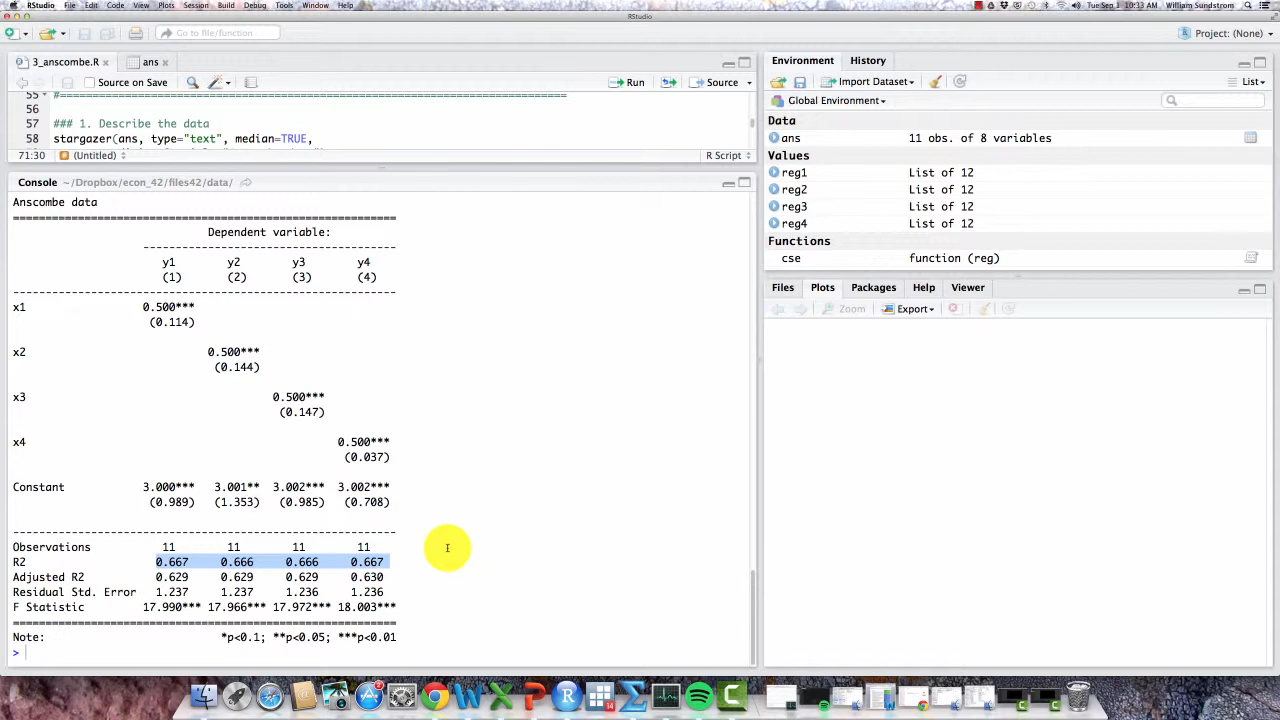 RStudio File Edit Code View Plots Session Build Debug Tools Window Help William Sundstrom
RStudio
Go to file/function Project: (None)
3_anscombe.R ans
Source on Save Run Source
55 #==============================================================================
56
57 ### 1. Describe the data
58 stargazer(ans, type="text", median=TRUE,
71:30 (Untitled) R Script
Console ~/Dropbox/econ_42/files42/data/
Anscombe data
==========================================================
Dependent variable:
--------------------------------------
y1 y2 y3 y4
(1) (2) (3) (4)
----------------------------------------------------------
x1 0.500***
(0.114)
x2 0.500***
(0.144)
x3 0.500***
(0.147)
x4 0.500***
(0.037)
Constant 3.000*** 3.001** 3.002*** 3.002***
(0.989) (1.353) (0.985) (0.708)
----------------------------------------------------------
Observations 11 11 11 11
R2 0.667 0.666 0.666 0.667
Adjusted R2 0.629 0.629 0.629 0.630
Residual Std. Error 1.237 1.237 1.236 1.236
F Statistic 17.990*** 17.966*** 17.972*** 18.003***
==========================================================
Note: *p<0.1; **p<0.05; ***p<0.01
>
Environment History
Import Dataset List
Global Environment
Data
ans 11 obs. of 8 variables
Values
reg1 List of 12
reg2 List of 12
reg3 List of 12
reg4 List of 12
Functions
cse function (reg)
Files Plots Packages Help Viewer
Zoom Export